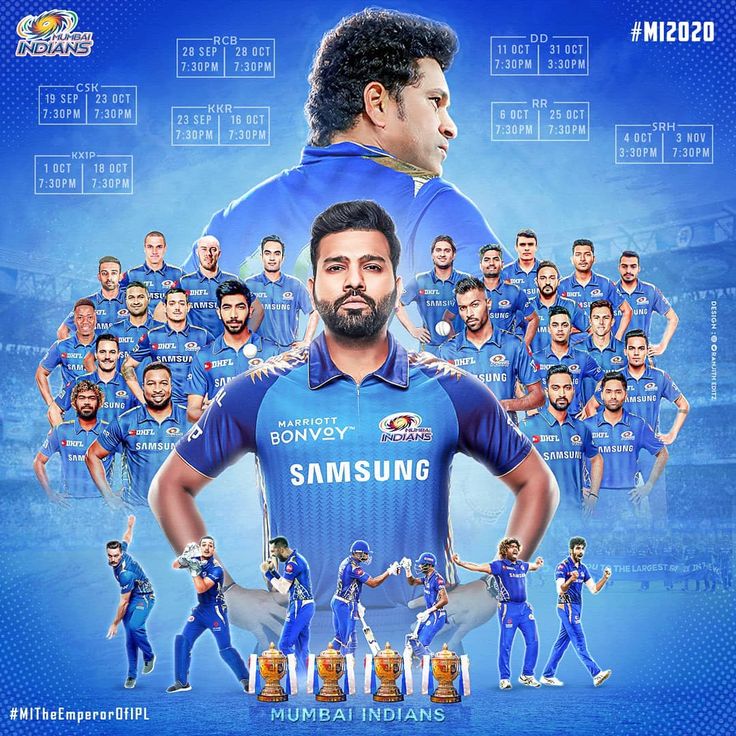 MUMBAI
INDIANS
#MI2020
RCB
28 SEP 28 OCT
7:30PM 7:30PM
DD
11 OCT 31 OCT
7:30PM 3:30PM
CSK
19 SEP 23 OCT
7:30PM 7:30PM
KKR
23 SEP 16 OCT
7:30PM 7:30PM
RR
6 OCT 25 OCT
7:30PM 7:30PM
SRH
4 OCT 3 NOV
3:30PM 7:30PM
KXIP
1 OCT 18 OCT
7:30PM 7:30PM
DHFL
SAMSUNG
MARRIOTT
BONVOY™
MUMBAI
INDIANS
SAMSUNG
MUMBAI INDIANS
#MITheEmperorOfIPL